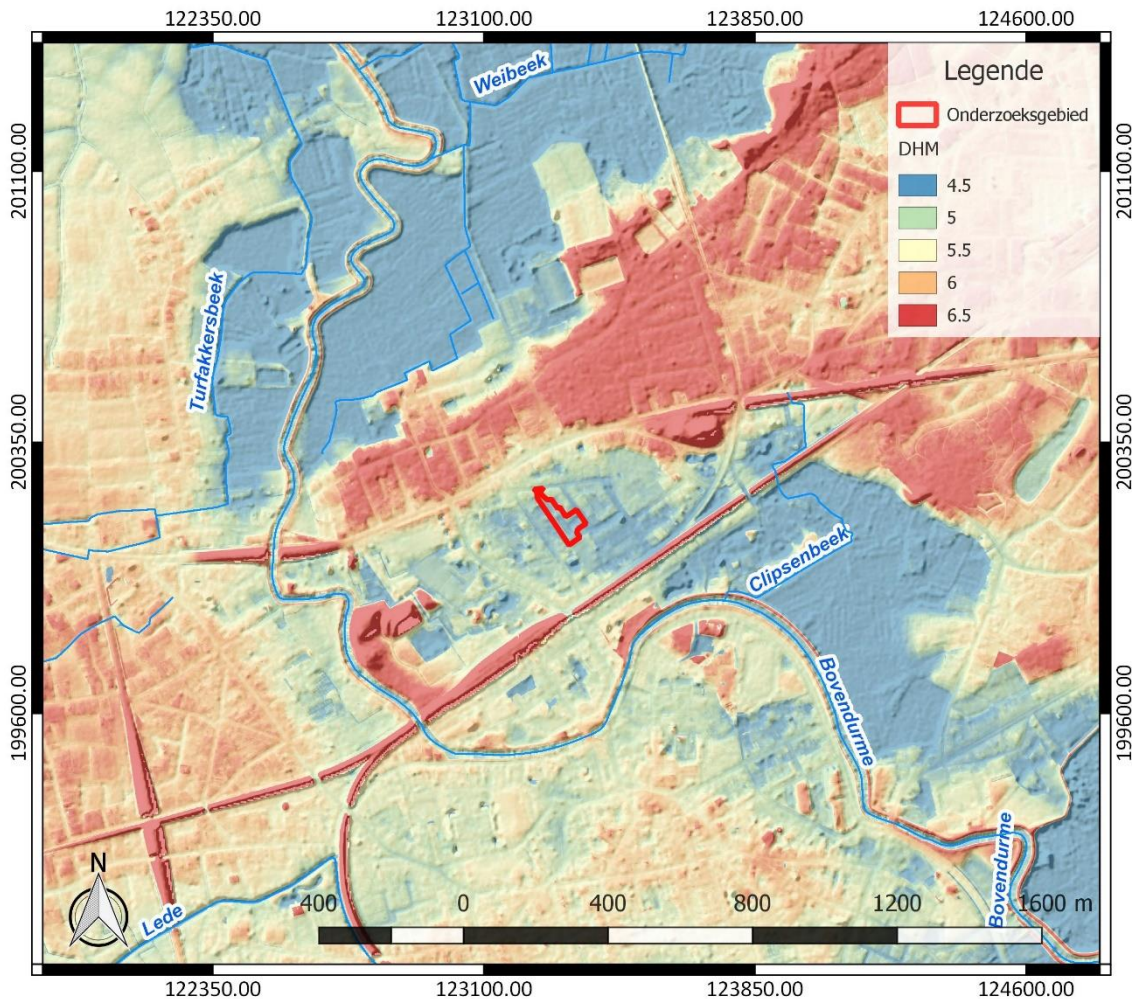 122350.00 123100.00 123850.00 124600.00
Legende
Onderzoeksgebied
DHM
4.5
5
5.5
6
6.5
Weibeek
201100.00 201100.00
Turfakkersbeek
200350.00 200350.00
Clipsenbeek
Bovendurme
199600.00 199600.00
Bovendurme
N
Lede
400 0 400 800 1200 1600 m
122350.00 123100.00 123850.00 124600.00